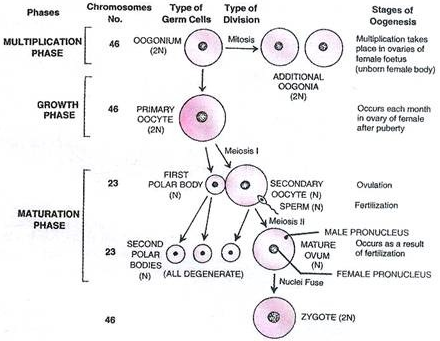 Phases
Chromosomes
No.
Type of
Germ Cells
Type of
Division
Stages of
Oogenesis
MULTIPLICATION
PHASE
46
OOGONIUM
(2N)
Mitosis
ADDITIONAL
OOGONIA
(2N)
Multiplication takes
place in ovaries of
female foetus
(unborn female body)
GROWTH
PHASE
46
PRIMARY
OOCYTE
(2N)
Occurs each month
in ovary of female
after puberty
Meiosis I
MATURATION
PHASE
23
FIRST
POLAR BODY
(N)
SECONDARY
OOCYTE (N)
Ovulation
SPERM (N)
Fertilization
Meiosis II
23
SECOND
POLAR
BODIES
(N)
(ALL DEGENERATE)
MALE PRONUCLEUS
MATURE
OVUM
(N)
Occurs as a result
of fertilization
FEMALE PRONUCLEUS
Nuclei Fuse
46
ZYGOTE (2N)